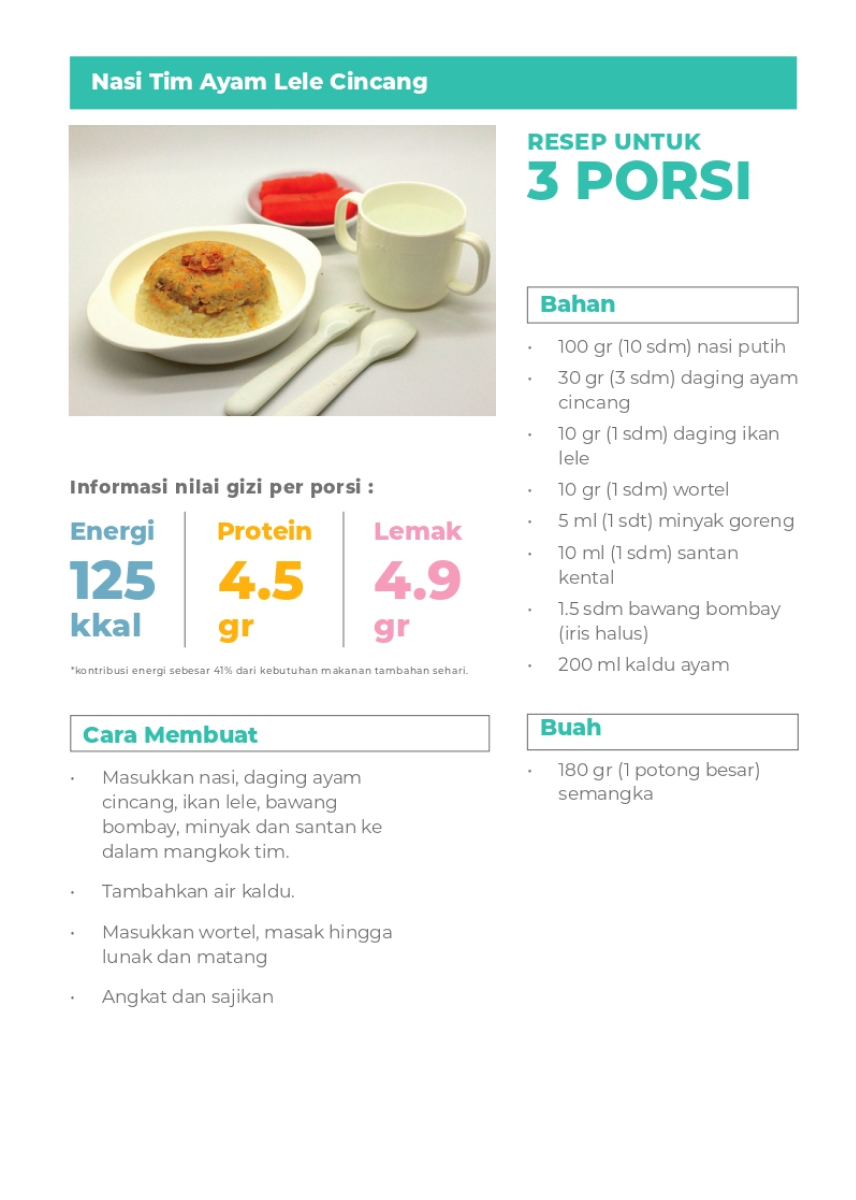 Nasi Tim Ayam Lele Cincang
RESEP UNTUK
3 PORSI
Informasi nilai gizi per porsi :
Energi
125
kkal
Protein
4.5
gr
Lemak
4.9
gr
*kontribusi energi sebesar 41% dari kebutuhan makanan tambahan sehari.
Bahan
• 100 gr (10 sdm) nasi putih
• 30 gr (3 sdm) daging ayam
cincang
• 10 gr (1 sdm) daging ikan
lele
• 10 gr (1 sdm) wortel
• 5 ml (1 sdt) minyak goreng
• 10 ml (1 sdm) santan
kental
• 1.5 sdm bawang bombay
(iris halus)
• 200 ml kaldu ayam
Buah
• 180 gr (1 potong besar)
semangka
Cara Membuat
• Masukkan nasi, daging ayam
cincang, ikan lele, bawang
bombay, minyak dan santan ke
dalam mangkok tim.
• Tambahkan air kaldu.
• Masukkan wortel, masak hingga
lunak dan matang
• Angkat dan sajikan